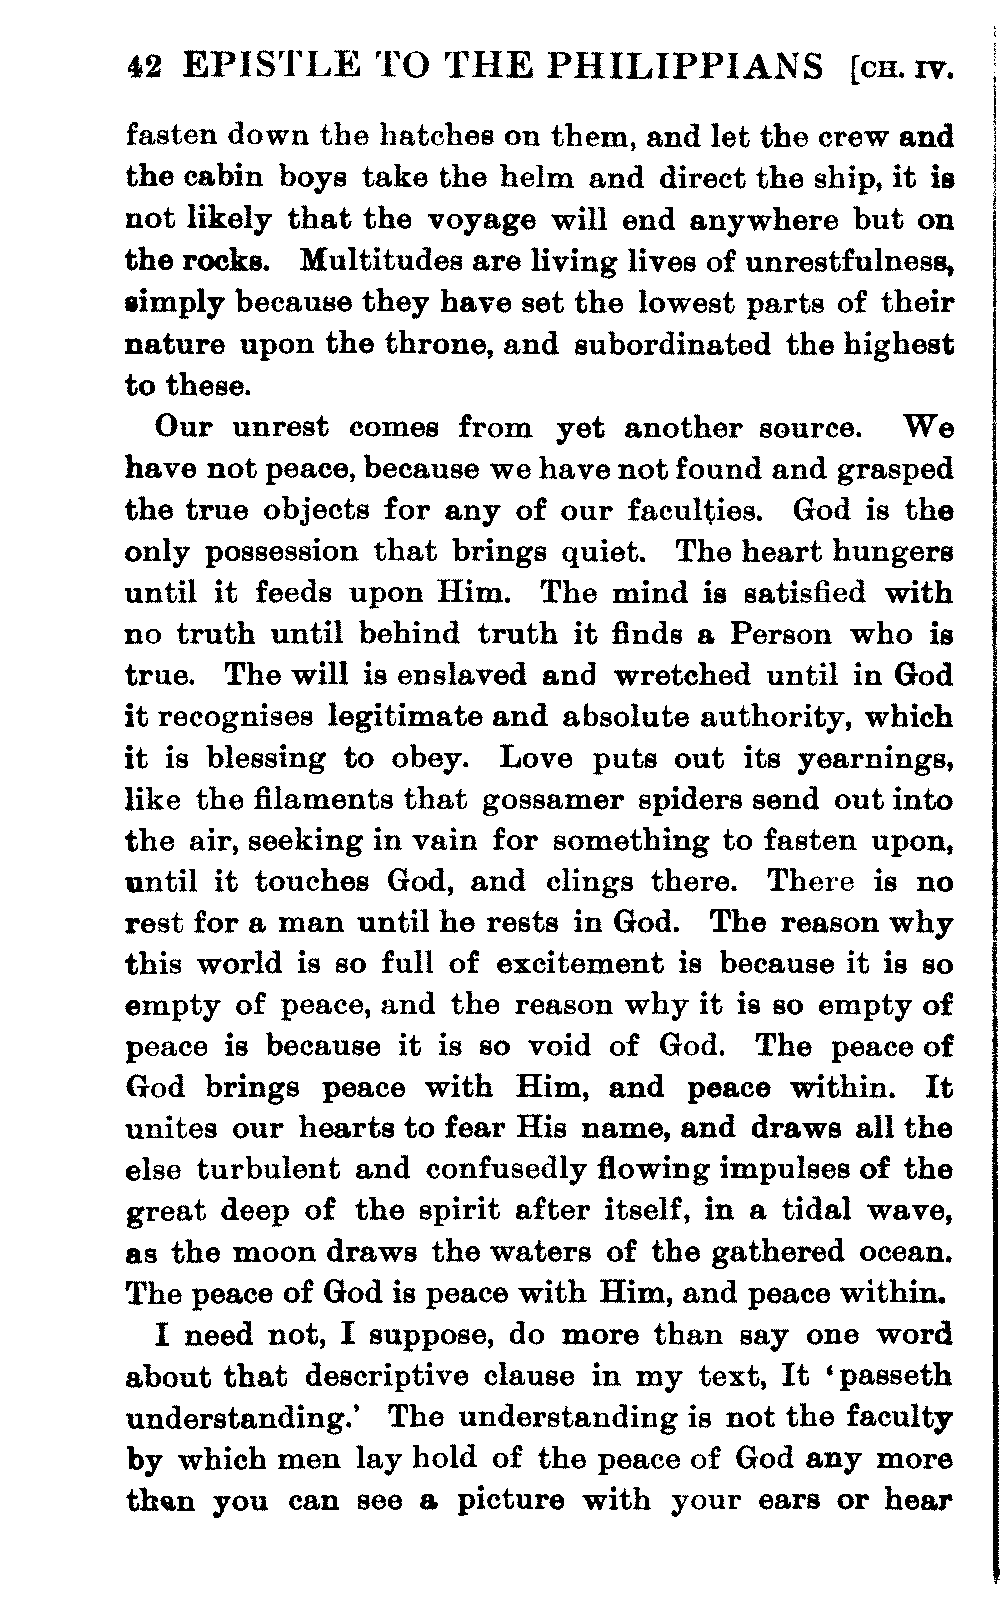 42 EPISTLE TO THE PHILIPPIANS [CH. IV.
fasten down the hatches on them, and let the crew and
the cabin boys take the helm and direct the ship, it is
not likely that the voyage will end anywhere but on
the rocks. Multitudes are living lives of unrestfulness,
simply because they have set the lowest parts of their
nature upon the throne, and subordinated the highest
to these.
Our unrest comes from yet another source. We
have not peace, because we have not found and grasped
the true objects for any of our faculties. God is the
only possession that brings quiet. The heart hungers
until it feeds upon Him. The mind is satisfied with
no truth until behind truth it finds a Person who is
true. The will is enslaved and wretched until in God
it recognises legitimate and absolute authority, which
it is blessing to obey. Love puts out its yearnings,
like the filaments that gossamer spiders send out into
the air, seeking in vain for something to fasten upon,
until it touches God, and clings there. There is no
rest for a man until he rests in God. The reason why
this world is so full of excitement is because it is so
empty of peace, and the reason why it is so empty of
peace is because it is so void of God. The peace of
God brings peace with Him, and peace within. It
unites our hearts to fear His name, and draws all the
else turbulent and confusedly flowing impulses of the
great deep of the spirit after itself, in a tidal wave,
as the moon draws the waters of the gathered ocean.
The peace of God is peace with Him, and peace within.
I need not, I suppose, do more than say one word
about that descriptive clause in my text, It ‘passeth
understanding.’ The understanding is not the faculty
by which men lay hold of the peace of God any more
than you can see a picture with your ears or hear